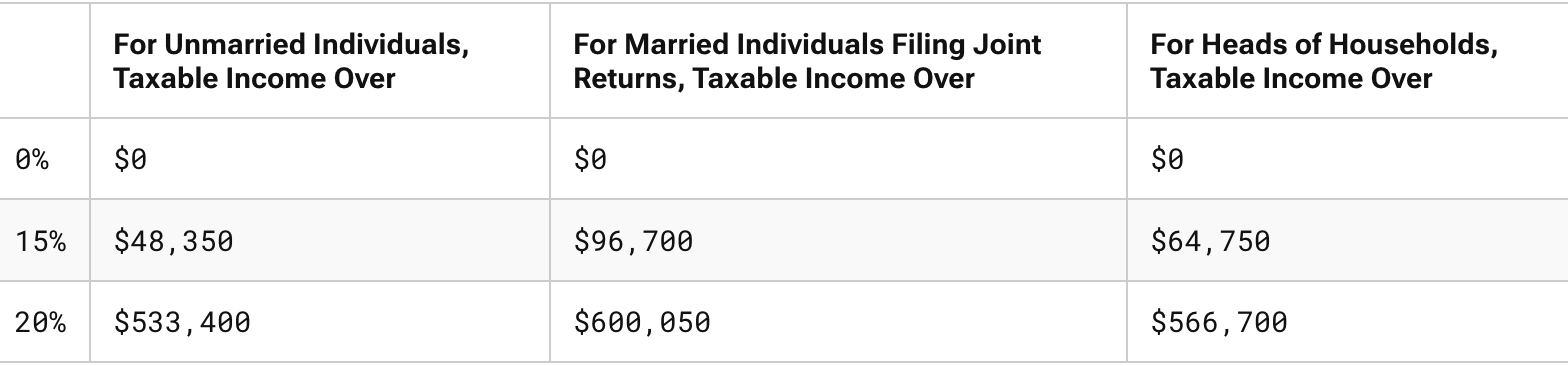 For Unmarried Individuals,
Taxable Income Over
For Married Individuals Filing Joint
Returns, Taxable Income Over
For Heads of Households,
Taxable Income Over
0% $0 $0 $0
15% $48,350 $96,700 $64,750
20% $533,400 $600,050 $566,700